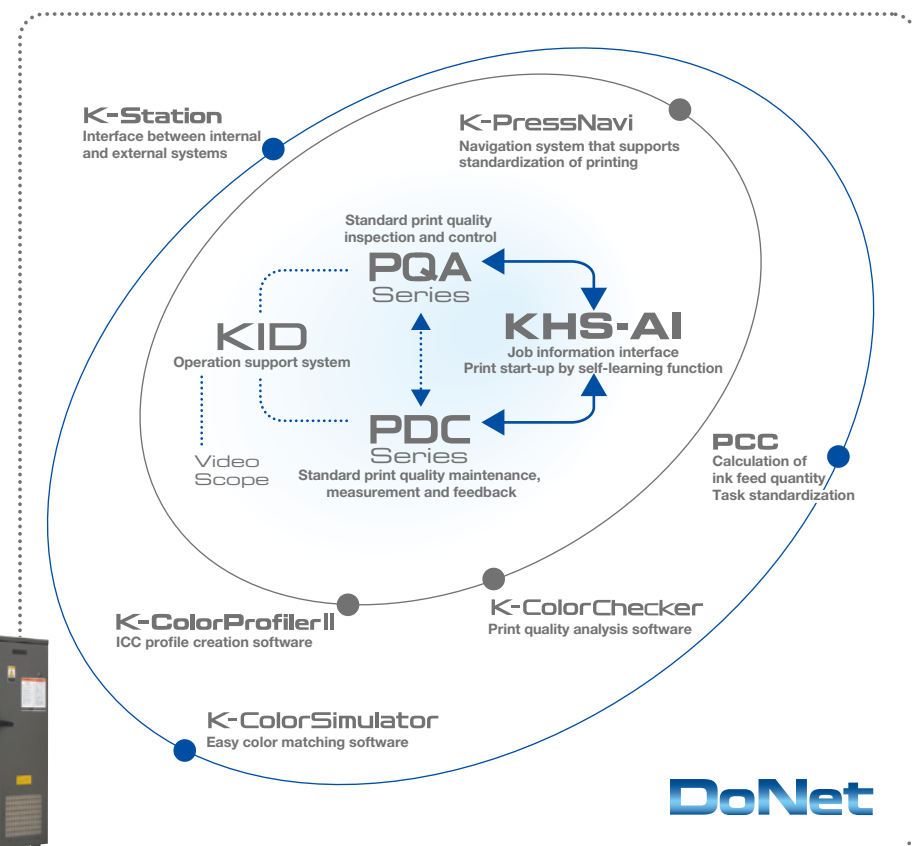 K-Station
Interface between internal
and external systems
K-PressNavi
Navigation system that supports
standardization of printing
Standard print quality
inspection and control
PQA
Series
KID
Operation support system
KHS-AI
Job information interface
Print start-up by self-learning function
PDC
Series
Standard print quality maintenance,
measurement and feedback
Video
Scope
PCC
Calculation of
ink feed quantity
Task standardization
K-ColorProfilerII
ICC profile creation software
K-ColorChecker
Print quality analysis software
K-ColorSimulator
Easy color matching software
DoNet